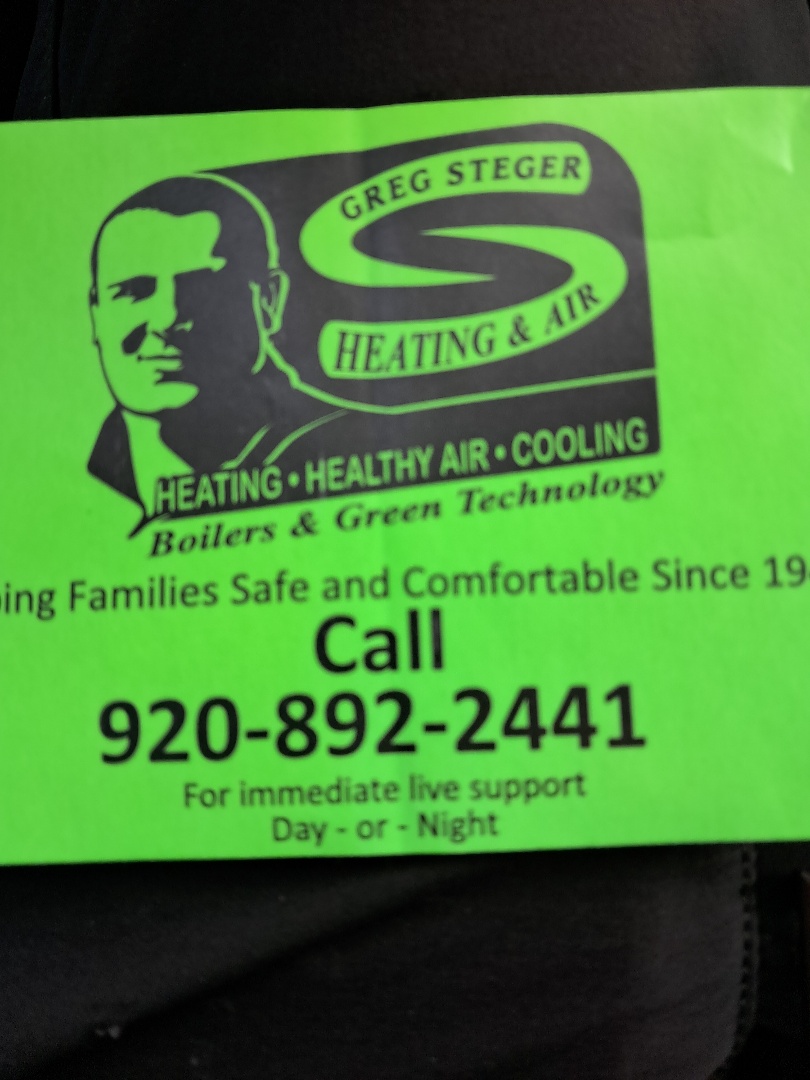 GREG STEGER
HEATING & AIR
HEATING • HEALTHY AIR • COOLING
Boilers & Green Technology
Families Safe and Comfortable Since
Call
920-892-2441
For immediate live support
Day - or - Night